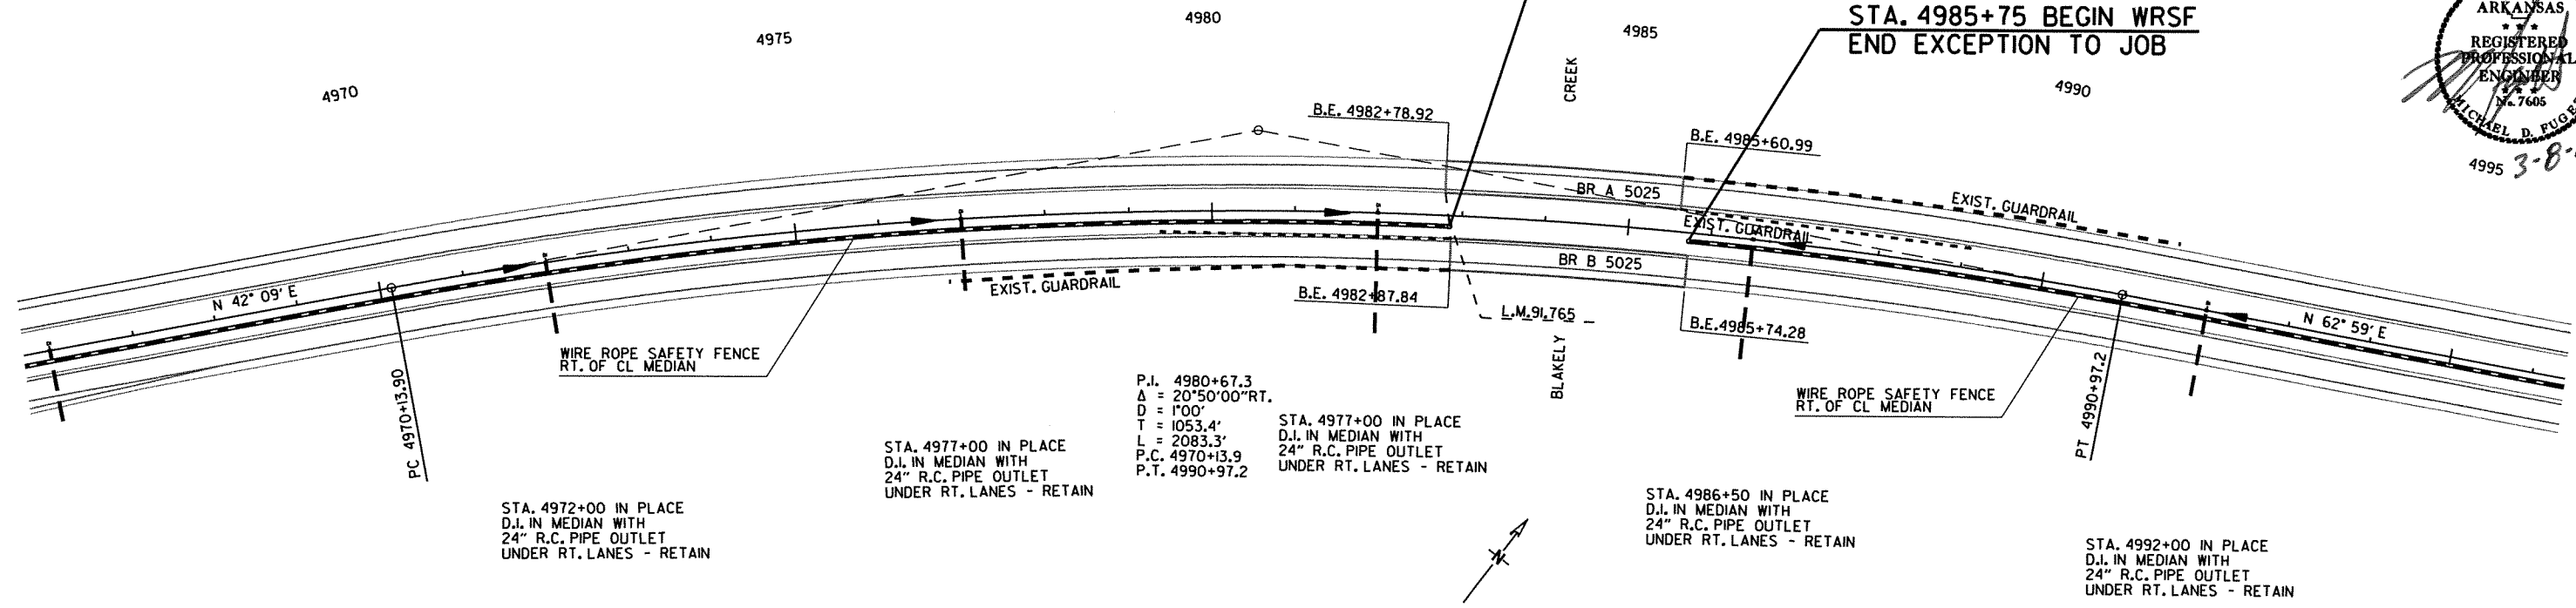 4970
4975
4980
4985
4990
4995
STA. 4985+75 BEGIN WRSF
END EXCEPTION TO JOB
ARKANSAS
REGISTERED
PROFESSIONAL
ENGINEER
No. 7605
MICHAEL D.
3-8-
CREEK
B.E. 4982+78.92
B.E. 4985+60.99
BR A 5025
EXIST. GUARDRAIL
EXIST. GUARDRAIL
BR B 5025
EXIST. GUARDRAIL
B.E. 4982+87.84
L.M.91.765
B.E.4985+74.28
N 42° 09' E
N 62° 59' E
WIRE ROPE SAFETY FENCE
RT. OF CL MEDIAN
WIRE ROPE SAFETY FENCE
RT. OF CL MEDIAN
PC 4970+13.90
BLAKELY
PT 4990+97.2
P.I. 4980+67.3
Δ = 20°50'00"RT.
D = 1°00'
T = 1053.4'
L = 2083.3'
P.C. 4970+13.9
P.T. 4990+97.2
STA. 4977+00 IN PLACE
D.I. IN MEDIAN WITH
24" R.C. PIPE OUTLET
UNDER RT. LANES - RETAIN
STA. 4977+00 IN PLACE
D.I. IN MEDIAN WITH
24" R.C. PIPE OUTLET
UNDER RT. LANES - RETAIN
STA. 4972+00 IN PLACE
D.I. IN MEDIAN WITH
24" R.C. PIPE OUTLET
UNDER RT. LANES - RETAIN
STA. 4986+50 IN PLACE
D.I. IN MEDIAN WITH
24" R.C. PIPE OUTLET
UNDER RT. LANES - RETAIN
STA. 4992+00 IN PLACE
D.I. IN MEDIAN WITH
24" R.C. PIPE OUTLET
UNDER RT. LANES - RETAIN
N